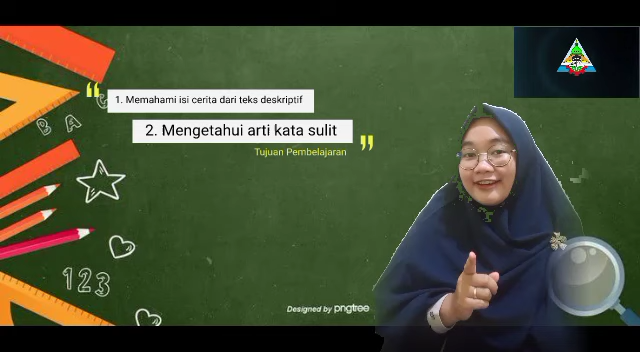 1. Memahami isi cerita dari teks deskriptif
2. Mengetahui arti kata sulit
Tujuan Pembelajaran
B A
123
Designed by pngtree